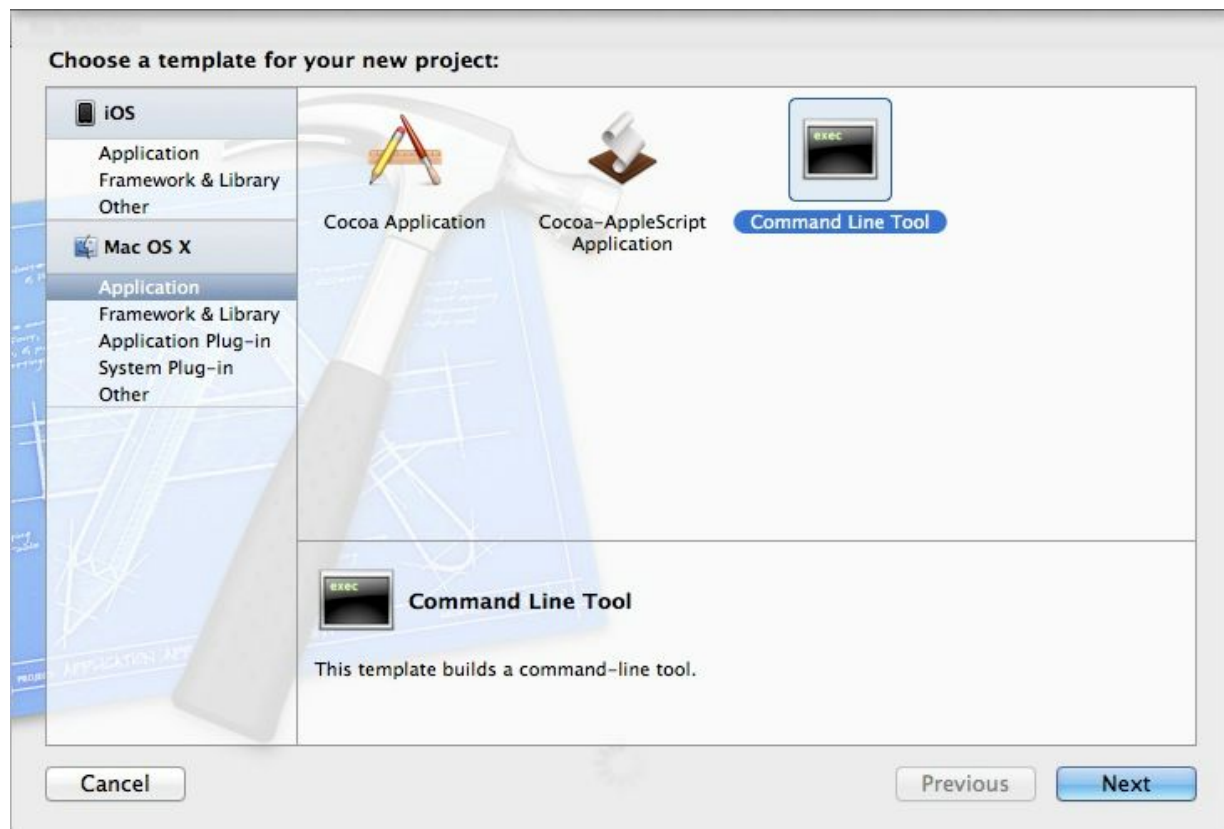 Choose a template for your new project:
iOS
Application
Framework & Library
Other
Mac OS X
Application
Framework & Library
Application Plug-in
System Plug-in
Other
Cocoa Application
Cocoa-AppleScript
Application
exec
Command Line Tool
exec
Command Line Tool
This template builds a command-line tool.
Cancel
Previous
Next